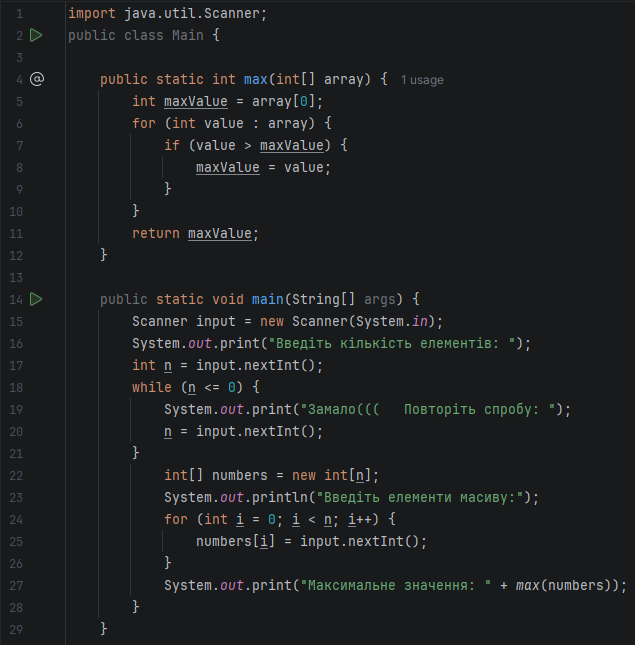 1 import java.util.Scanner;
2 public class Main {
3
4 @ public static int max(int[] array) { 1 usage
5 int maxValue = array[0];
6 for (int value : array) {
7 if (value > maxValue) {
8 maxValue = value;
9 }
10 }
11 return maxValue;
12 }
13
14 public static void main(String[] args) {
15 Scanner input = new Scanner(System.in);
16 System.out.print("Введіть кількість елементів: ");
17 int n = input.nextInt();
18 while (n <= 0) {
19 System.out.print("Замало(((   Повторіть спробу: ");
20 n = input.nextInt();
21 }
22 int[] numbers = new int[n];
23 System.out.println("Введіть елементи масиву:");
24 for (int i = 0; i < n; i++) {
25 numbers[i] = input.nextInt();
26 }
27 System.out.print("Максимальне значення: " + max(numbers));
28 }
29 }